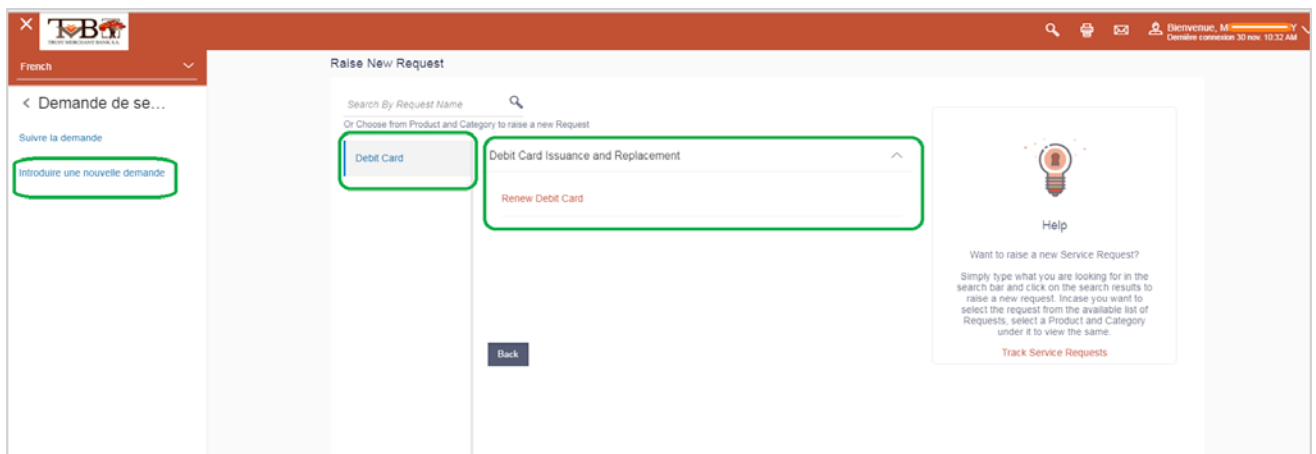 TMB
TRUST MERCHANT BANK S.A.
Bienvenue, M
Y
Dernière connexion 30 nov. 10:32 AM
French
Demande de se...
Suivre la demande
Introduire une nouvelle demande
Raise New Request
Search By Request Name
Or Choose from Product and Category to raise a new Request
Debit Card
Debit Card Issuance and Replacement
Renew Debit Card
Back
Help
Want to raise a new Service Request?
Simply type what you are looking for in the
search bar and click on the search results to
raise a new request. Incase you want to
select the request from the available list of
Requests, select a Product and Category
under it to view the same.
Track Service Requests